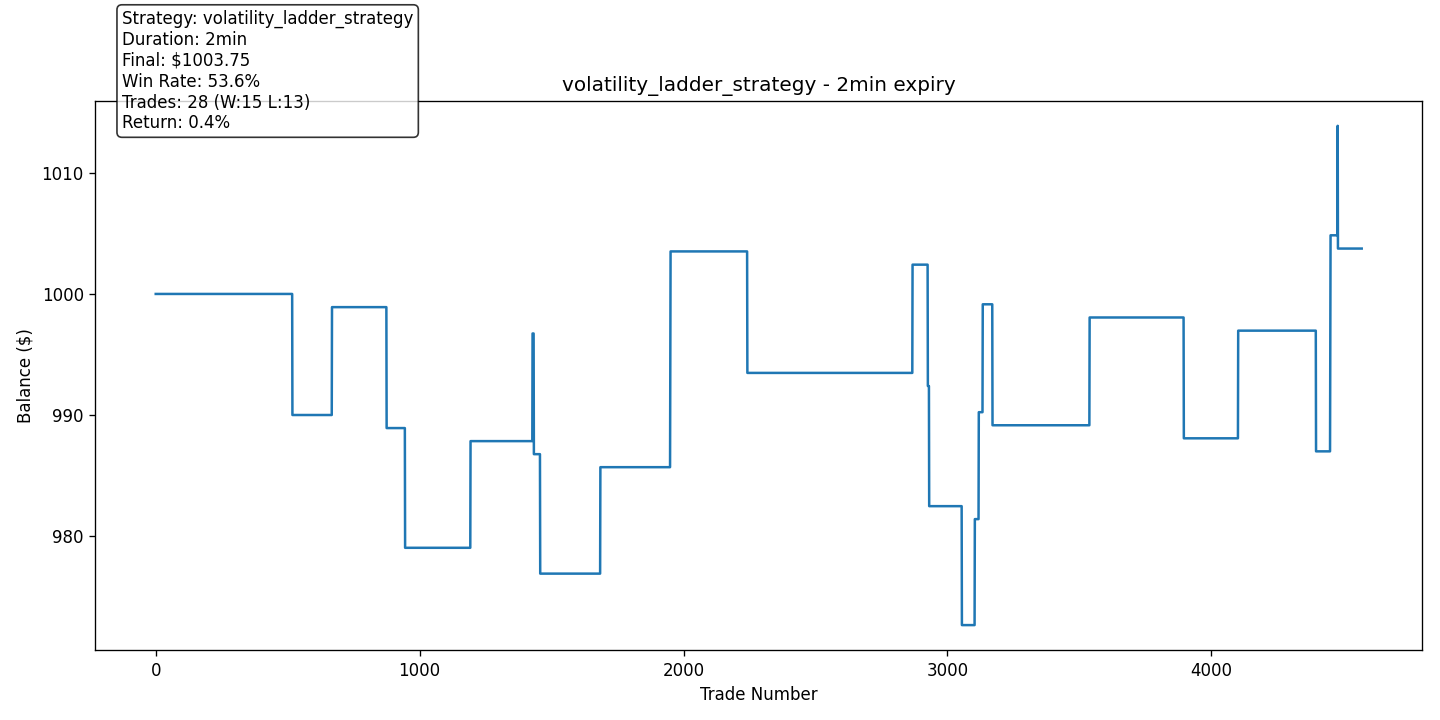 Strategy: volatility_ladder_strategy
Duration: 2min
Final: $1003.75
Win Rate: 53.6%
Trades: 28 (W:15 L:13)
Return: 0.4%
volatility_ladder_strategy - 2min expiry
Balance ($)
1010
1000
990
980
0 1000 2000 3000 4000
Trade Number